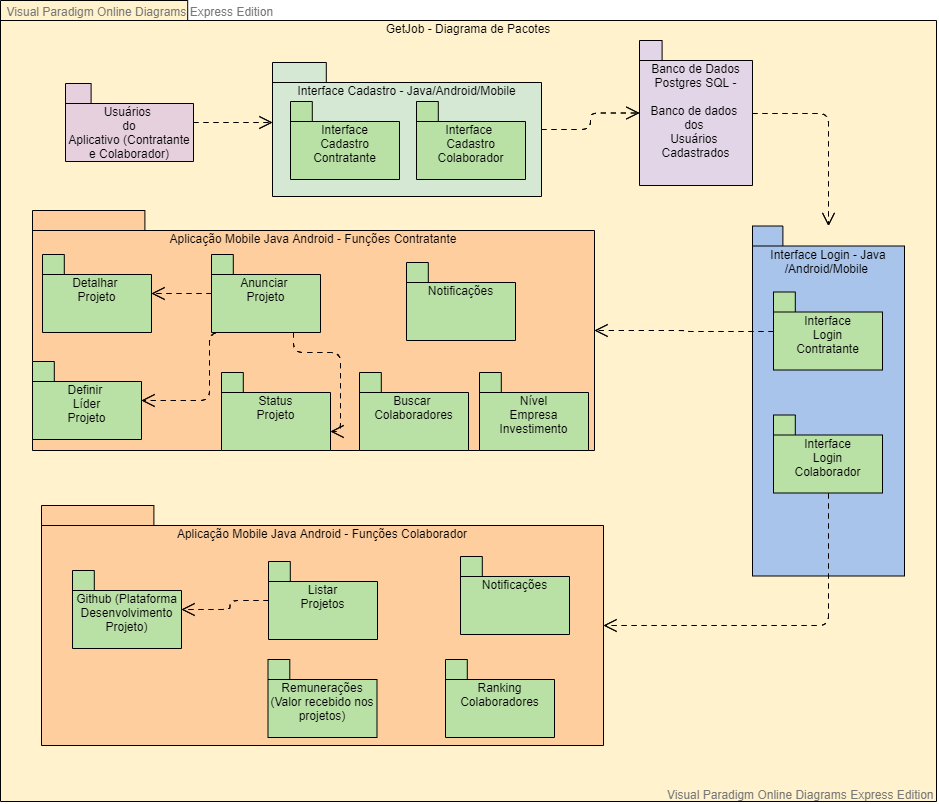 Visual Paradigm Online Diagrams Express Edition
GetJob - Diagrama de Pacotes
Usuários
do
Aplicativo (Contratante
e Colaborador)
Interface Cadastro - Java/Android/Mobile
Interface
Cadastro
Contratante
Interface
Cadastro
Colaborador
Banco de Dados
Postgres SQL -
Banco de dados
dos
Usuários
Cadastrados
Aplicação Mobile Java Android - Funções Contratante
Detalhar
Projeto
Anunciar
Projeto
Notificações
Definir
Líder
Projeto
Status
Projeto
Buscar
Colaboradores
Nível
Empresa
Investimento
Interface Login - Java
/Android/Mobile
Interface
Login
Contratante
Interface
Login
Colaborador
Aplicação Mobile Java Android - Funções Colaborador
Github (Plataforma
Desenvolvimento
Projeto)
Listar
Projetos
Notificações
Remunerações
(Valor recebido nos
projetos)
Ranking
Colaboradores
Visual Paradigm Online Diagrams Express Edition